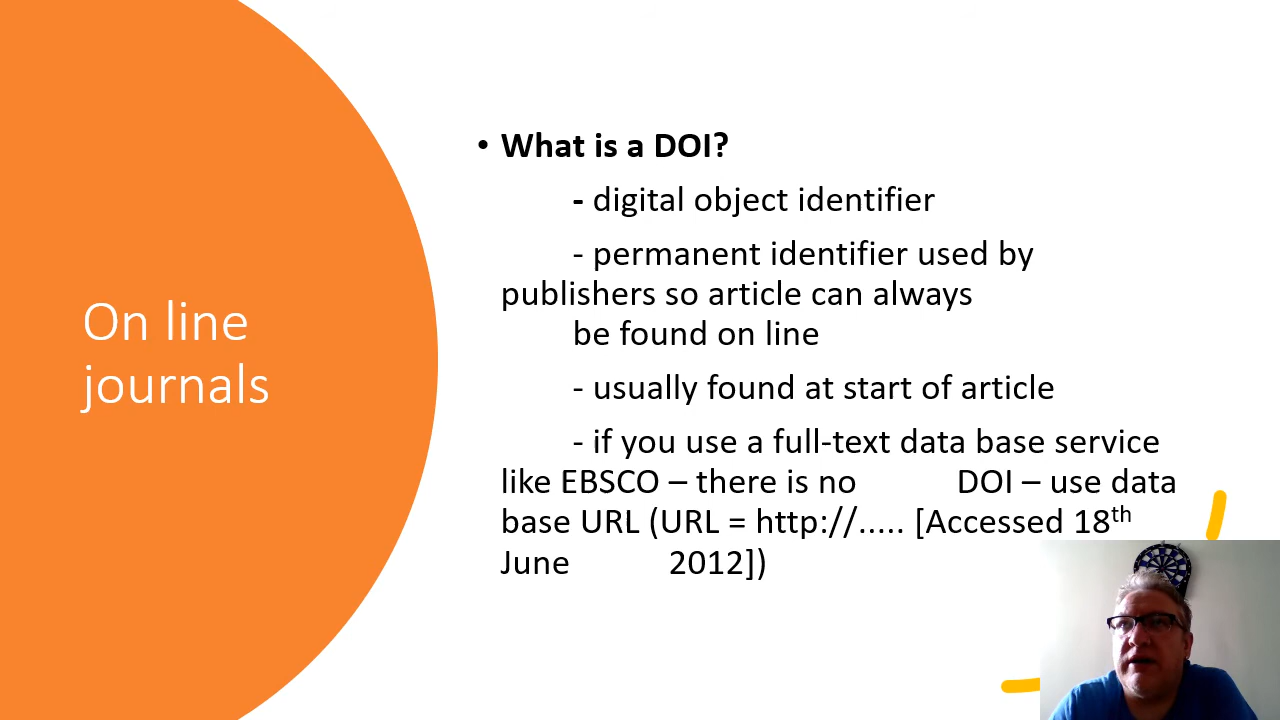 On line
journals
• What is a DOI?
- digital object identifier
- permanent identifier used by
publishers so article can always
be found on line
- usually found at start of article
- if you use a full-text data base service
like EBSCO – there is no DOI – use data
base URL (URL = http://..... [Accessed 18th
June 2012])